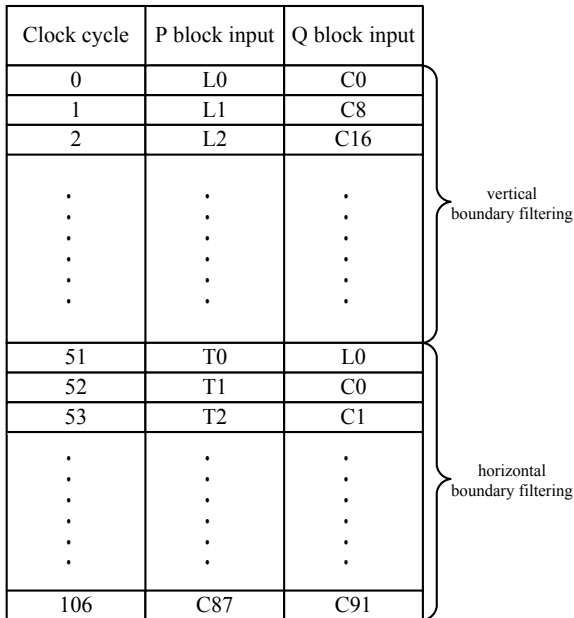 Clock cycle P block input Q block input
0 L0 C0
1 L1 C8
2 L2 C16
vertical
boundary filtering
51 T0 L0
52 T1 C0
53 T2 C1
horizontal
boundary filtering
106 C87 C91